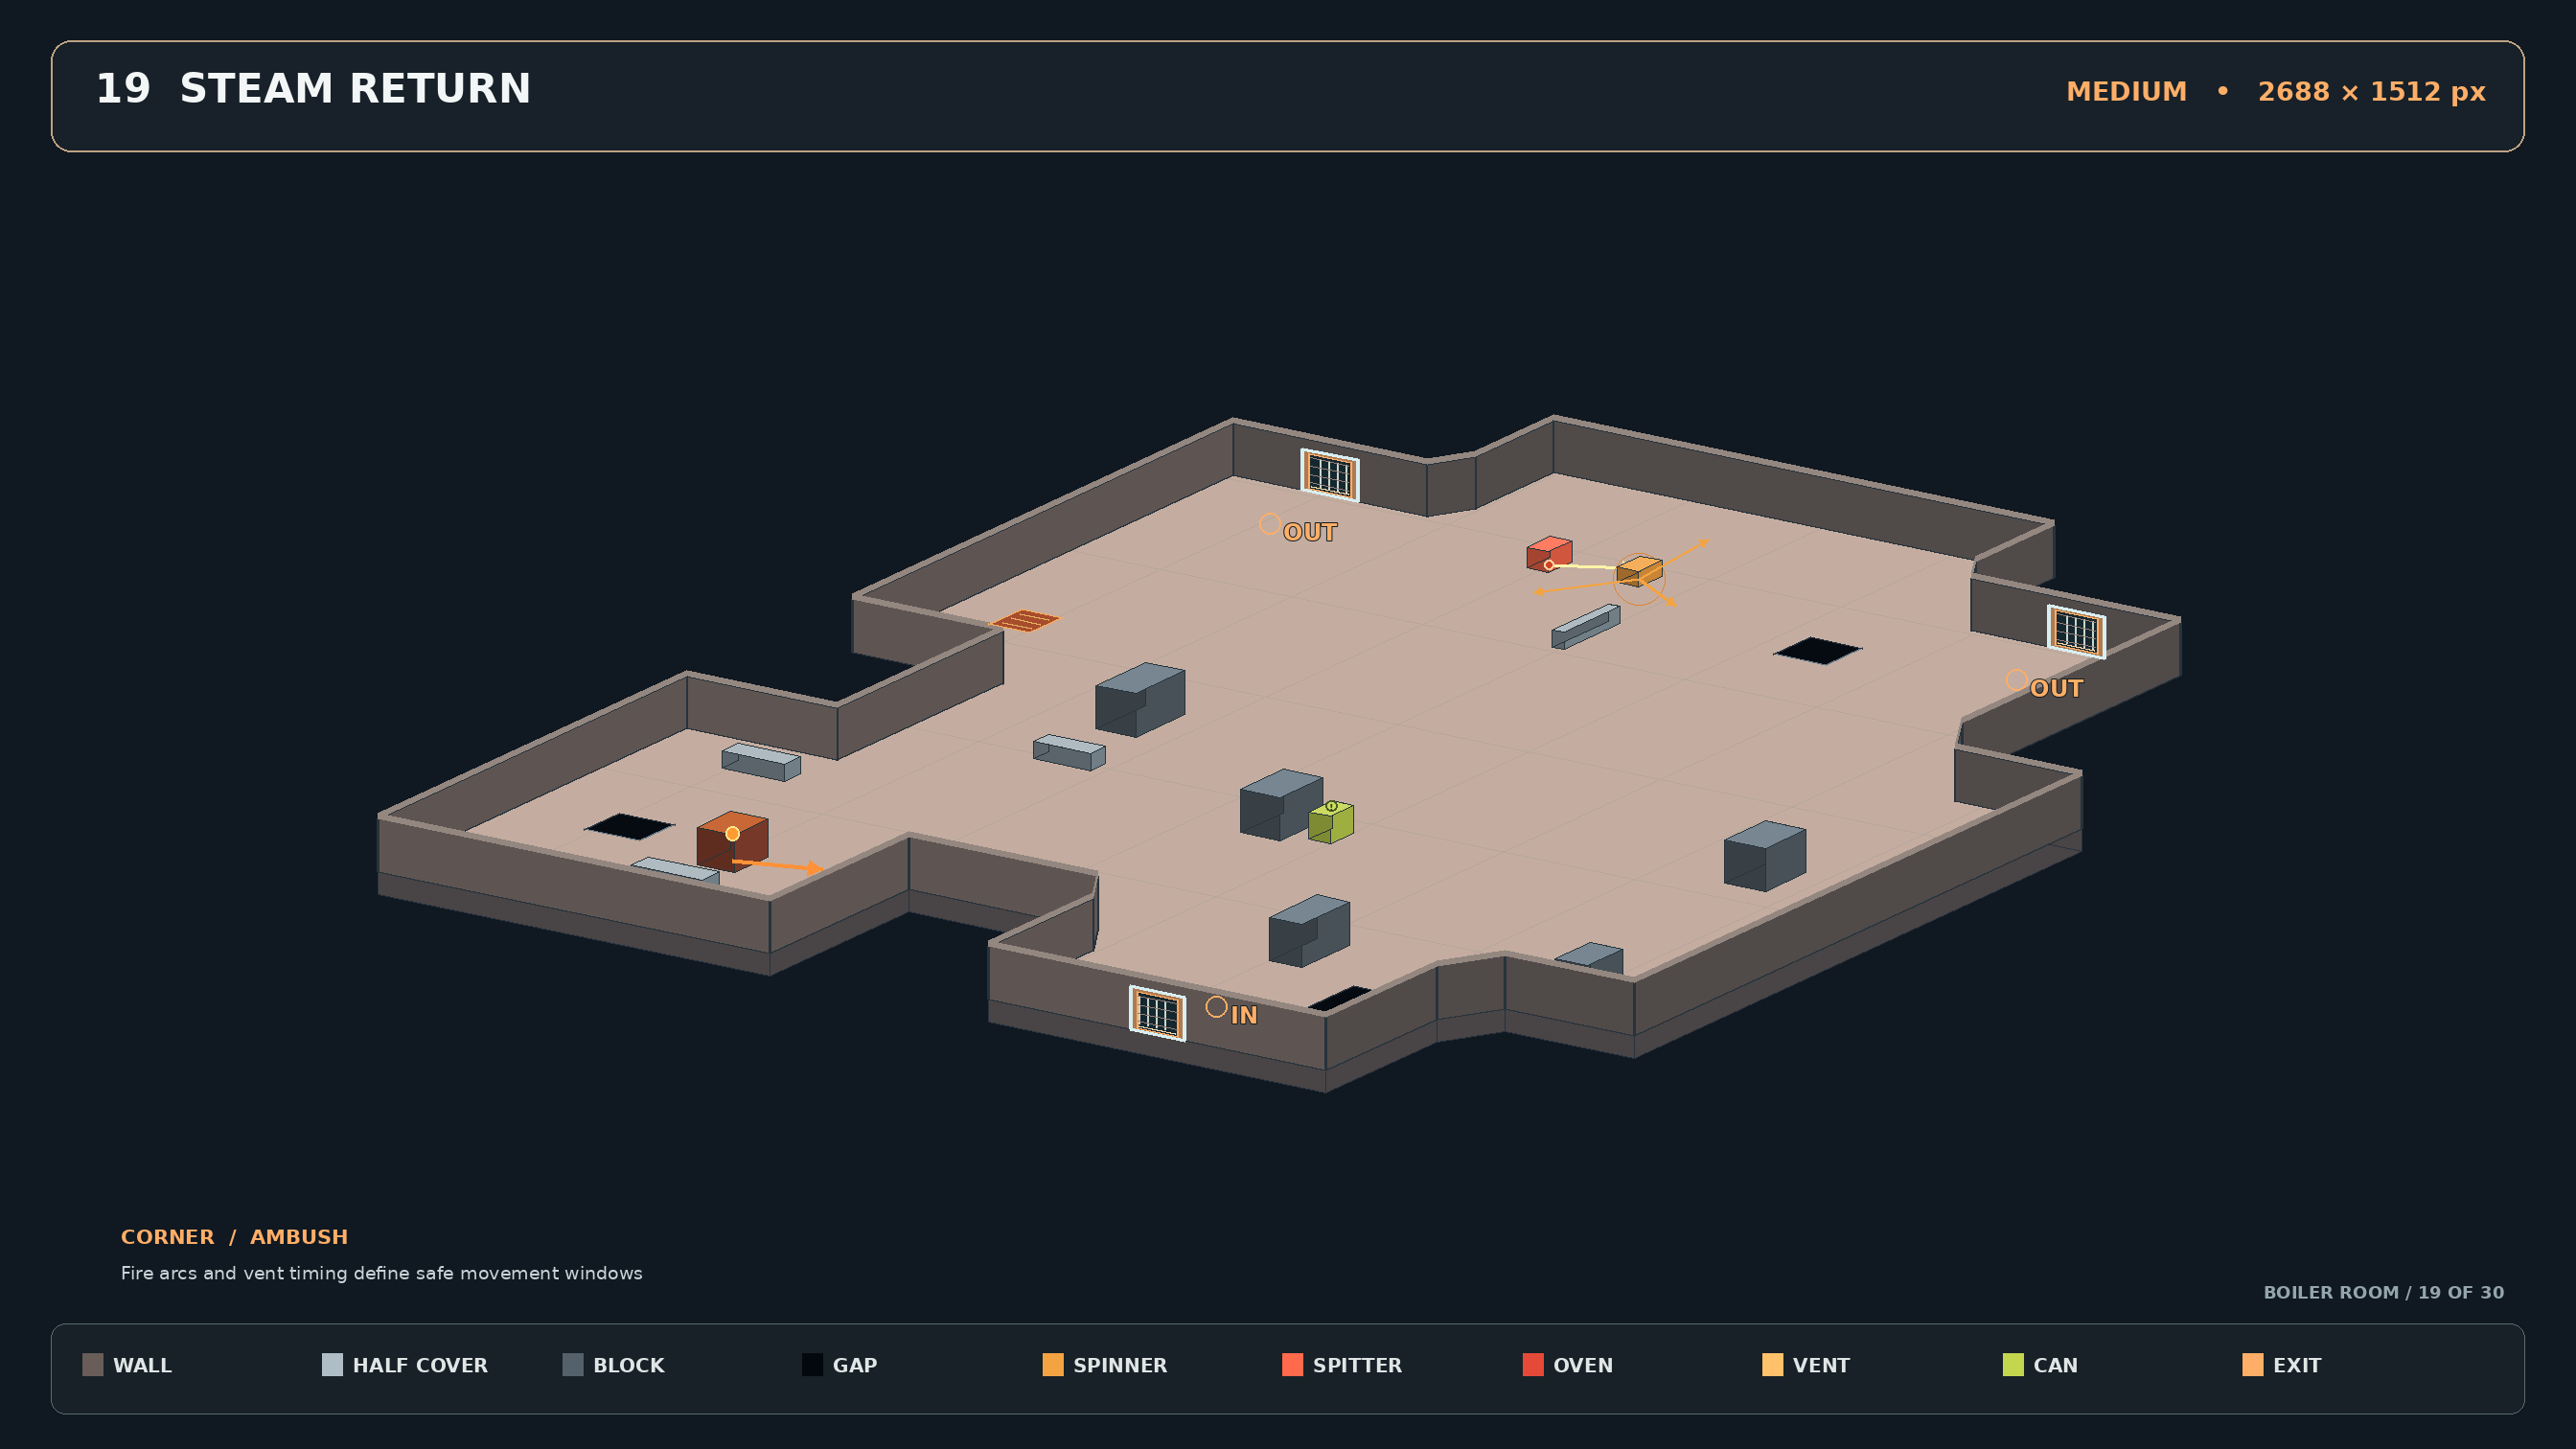 19 STEAM RETURN
MEDIUM • 2688 × 1512 px
OUT
OUT
IN
CORNER / AMBUSH
Fire arcs and vent timing define safe movement windows
BOILER ROOM / 19 OF 30
WALL
HALF COVER
BLOCK
GAP
SPINNER
SPITTER
OVEN
VENT
CAN
EXIT